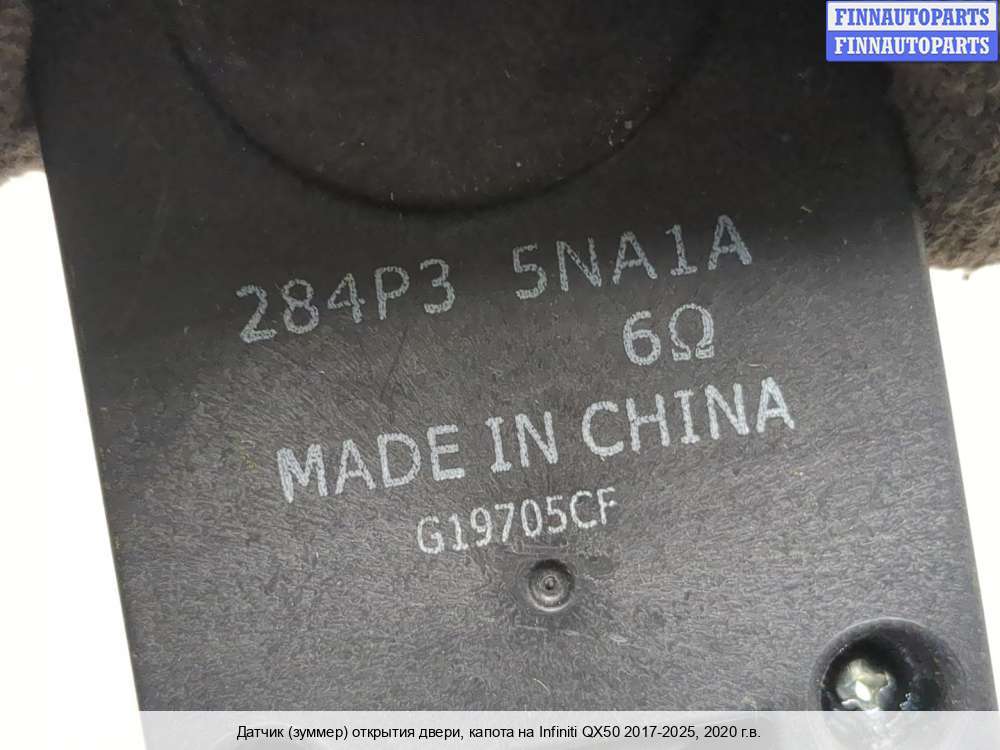 FINNAUTOPARTS
FINNAUTOPARTS
284P3 5NA1A
6Ω
MADE IN CHINA
G19705CF
Датчик (зуммер) открытия двери, капота на Infiniti QX50 2017-2025, 2020 г.в.